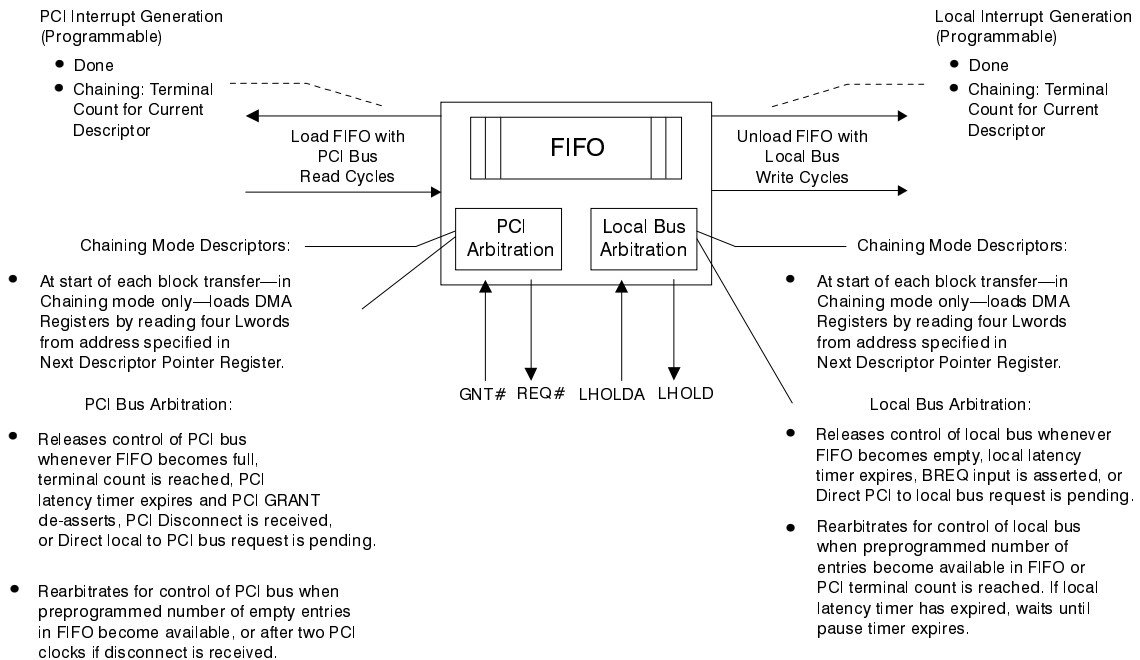 PCI Interrupt Generation
(Programmable)
• Done
• Chaining: Terminal
Count for Current
Descriptor
Local Interrupt Generation
(Programmable)
• Done
• Chaining: Terminal
Count for Current
Descriptor
Load FIFO with
PCI Bus
Read Cycles
FIFO
Unload FIFO with
Local Bus
Write Cycles
PCI
Arbitration
Local Bus
Arbitration
GNT#
REQ#
LHOLDA
LHOLD
Chaining Mode Descriptors:
• At start of each block transfer—in
Chaining mode only—loads DMA
Registers by reading four Lwords
from address specified in
Next Descriptor Pointer Register.
PCI Bus Arbitration:
• Releases control of PCI bus
whenever FIFO becomes full,
terminal count is reached, PCI
latency timer expires and PCI GRANT
de-asserts, PCI Disconnect is received,
or Direct local to PCI bus request is pending.
• Rearbitrates for control of PCI bus when
preprogrammed number of empty entries
in FIFO become available, or after two PCI
clocks if disconnect is received.
Chaining Mode Descriptors:
• At start of each block transfer—in
Chaining mode only—loads DMA
Registers by reading four Lwords
from address specified in
Next Descriptor Pointer Register.
Local Bus Arbitration:
• Releases control of local bus whenever
FIFO becomes empty, local latency
timer expires, BREQ input is asserted, or
Direct PCI to local bus request is pending.
• Rearbitrates for control of local bus
when preprogrammed number of
entries become available in FIFO or
PCI terminal count is reached. If local
latency timer has expired, waits until
pause timer expires.